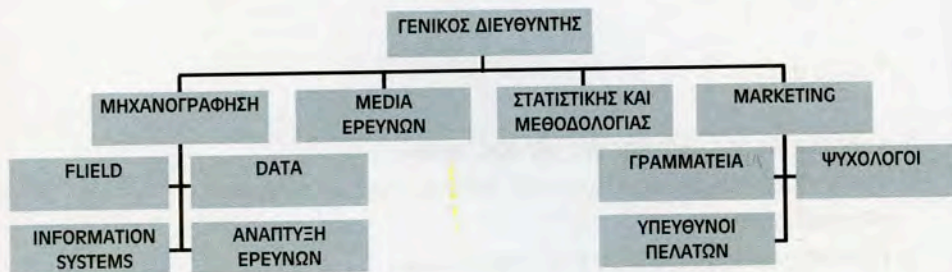 ΓΕΝΙΚΟΣ ΔΙΕΥΘΥΝΤΗΣ
ΜΗΧΑΝΟΓΡΑΦΗΣΗ
MEDIA
ΕΡΕΥΝΩΝ
ΣΤΑΤΙΣΤΙΚΗΣ ΚΑΙ
ΜΕΘΟΔΟΛΟΓΙΑΣ
MARKETING
FLIELD
DATA
ΓΡΑΜΜΑΤΕΙΑ
ΨΥΧΟΛΟΓΟΙ
INFORMATION
SYSTEMS
ΑΝΑΠΤΥΞΗ
ΕΡΕΥΝΩΝ
ΥΠΕΥΘΥΝΟΙ
ΠΕΛΑΤΩΝ